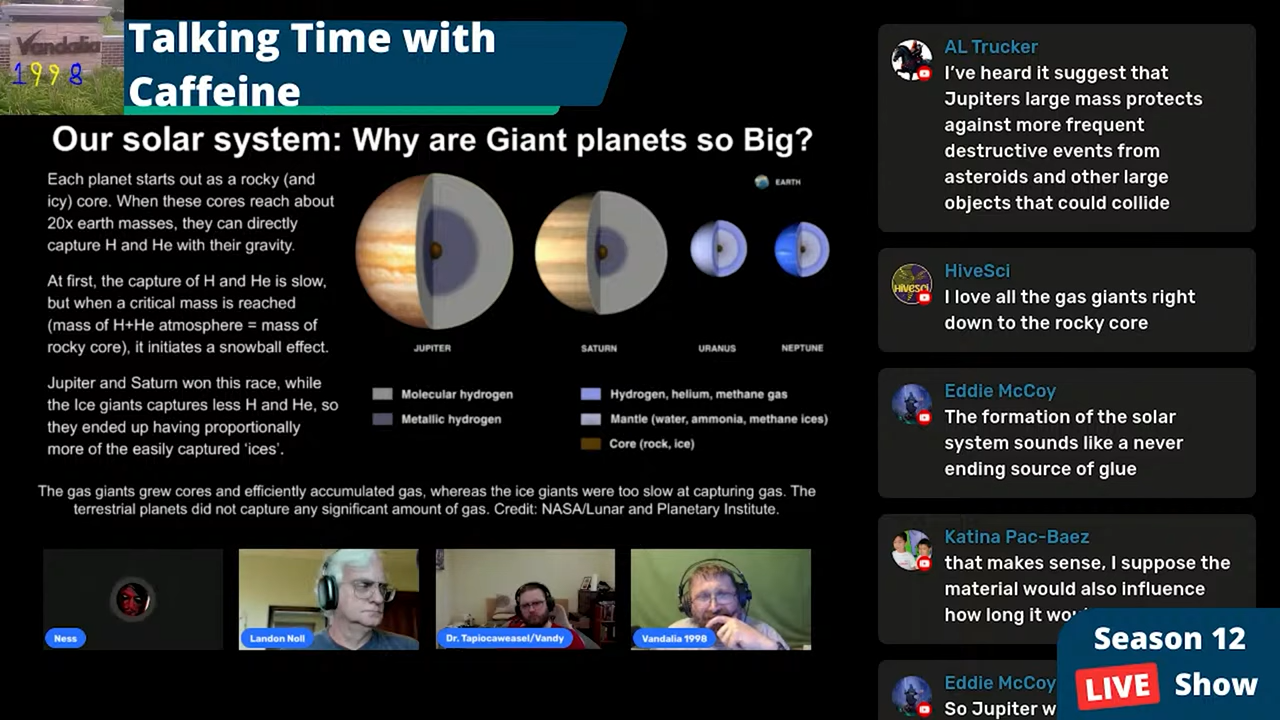 Vandalia
1998
Talking Time with
Caffeine
Our solar system: Why are Giant planets so Big?
Each planet starts out as a rocky (and
icy) core. When these cores reach about
20x earth masses, they can directly
capture H and He with their gravity.
At first, the capture of H and He is slow,
but when a critical mass is reached
(mass of H+He atmosphere = mass of
rocky core), it initiates a snowball effect.
Jupiter and Saturn won this race, while
the Ice giants captures less H and He, so
they ended up having proportionally
more of the easily captured ‘ices’.
EARTH
JUPITER
SATURN
URANUS
NEPTUNE
Molecular hydrogen
Metallic hydrogen
Hydrogen, helium, methane gas
Mantle (water, ammonia, methane ices)
Core (rock, ice)
The gas giants grew cores and efficiently accumulated gas, whereas the ice giants were too slow at capturing gas. The
terrestrial planets did not capture any significant amount of gas. Credit: NASA/Lunar and Planetary Institute.
Ness
Landon Noll
Dr. Tapiocaweasel/Vandy
Vandalia 1998
AL Trucker
I’ve heard it suggest that
Jupiters large mass protects
against more frequent
destructive events from
asteroids and other large
objects that could collide
HiveSci
HiveSci
I love all the gas giants right
down to the rocky core
Eddie McCoy
The formation of the solar
system sounds like a never
ending source of glue
Katina Pac-Baez
that makes sense, I suppose the
material would also influence
how long it
Eddie McCoy
So Jupiter
Season 12
LIVE Show